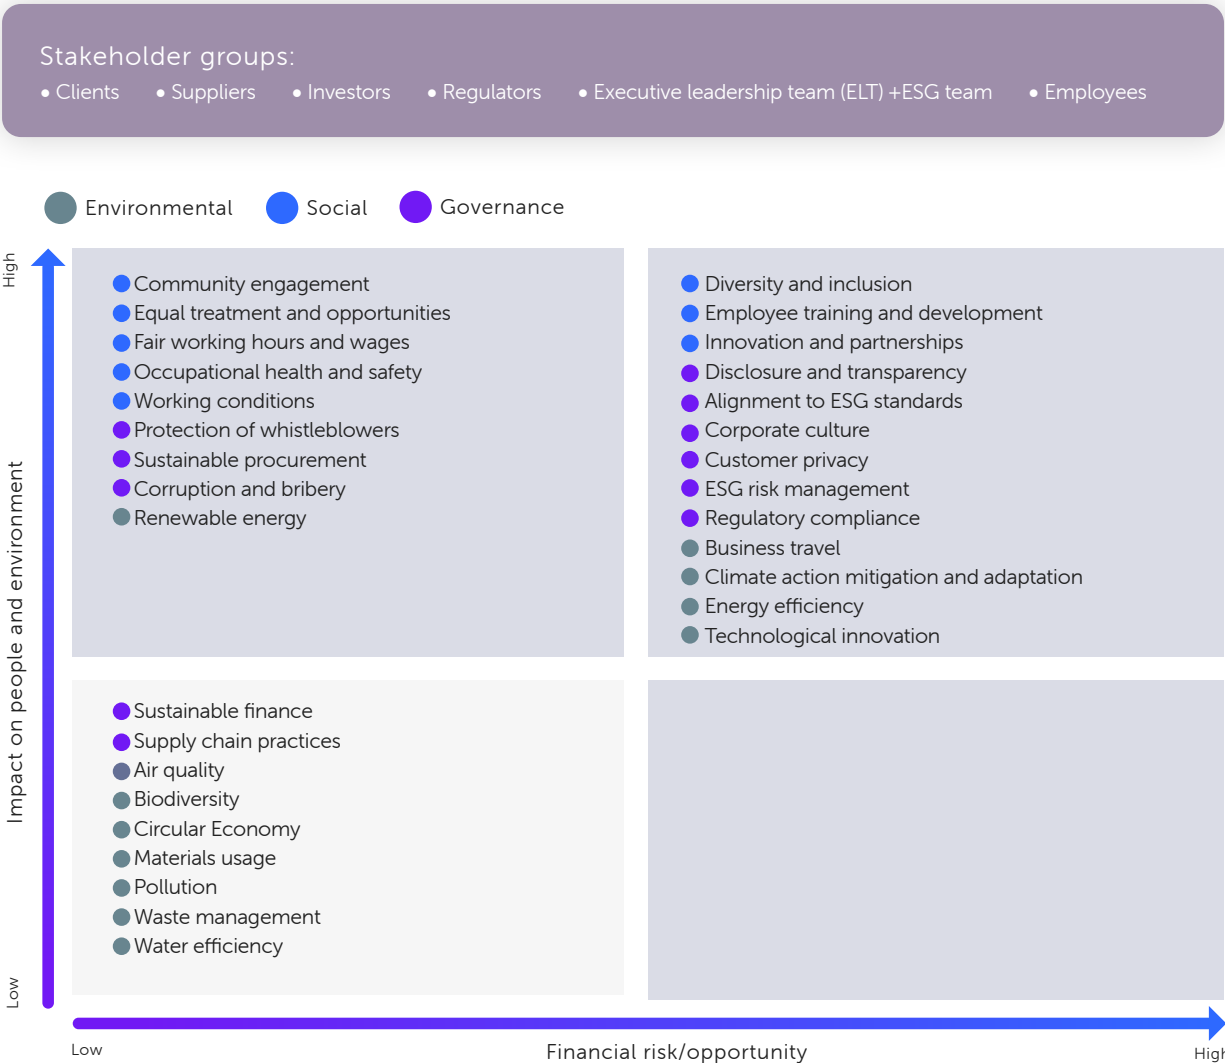 Stakeholder groups:
• Clients • Suppliers • Investors • Regulators • Executive leadership team (ELT) +ESG team • Employees
Environmental Social Governance
High
Impact on people and environment
Low
Community engagement
Equal treatment and opportunities
Fair working hours and wages
Occupational health and safety
Working conditions
Protection of whistleblowers
Sustainable procurement
Corruption and bribery
Renewable energy
Diversity and inclusion
Employee training and development
Innovation and partnerships
Disclosure and transparency
Alignment to ESG standards
Corporate culture
Customer privacy
ESG risk management
Regulatory compliance
Business travel
Climate action mitigation and adaptation
Energy efficiency
Technological innovation
Sustainable finance
Supply chain practices
Air quality
Biodiversity
Circular Economy
Materials usage
Pollution
Waste management
Water efficiency
Low Financial risk/opportunity High